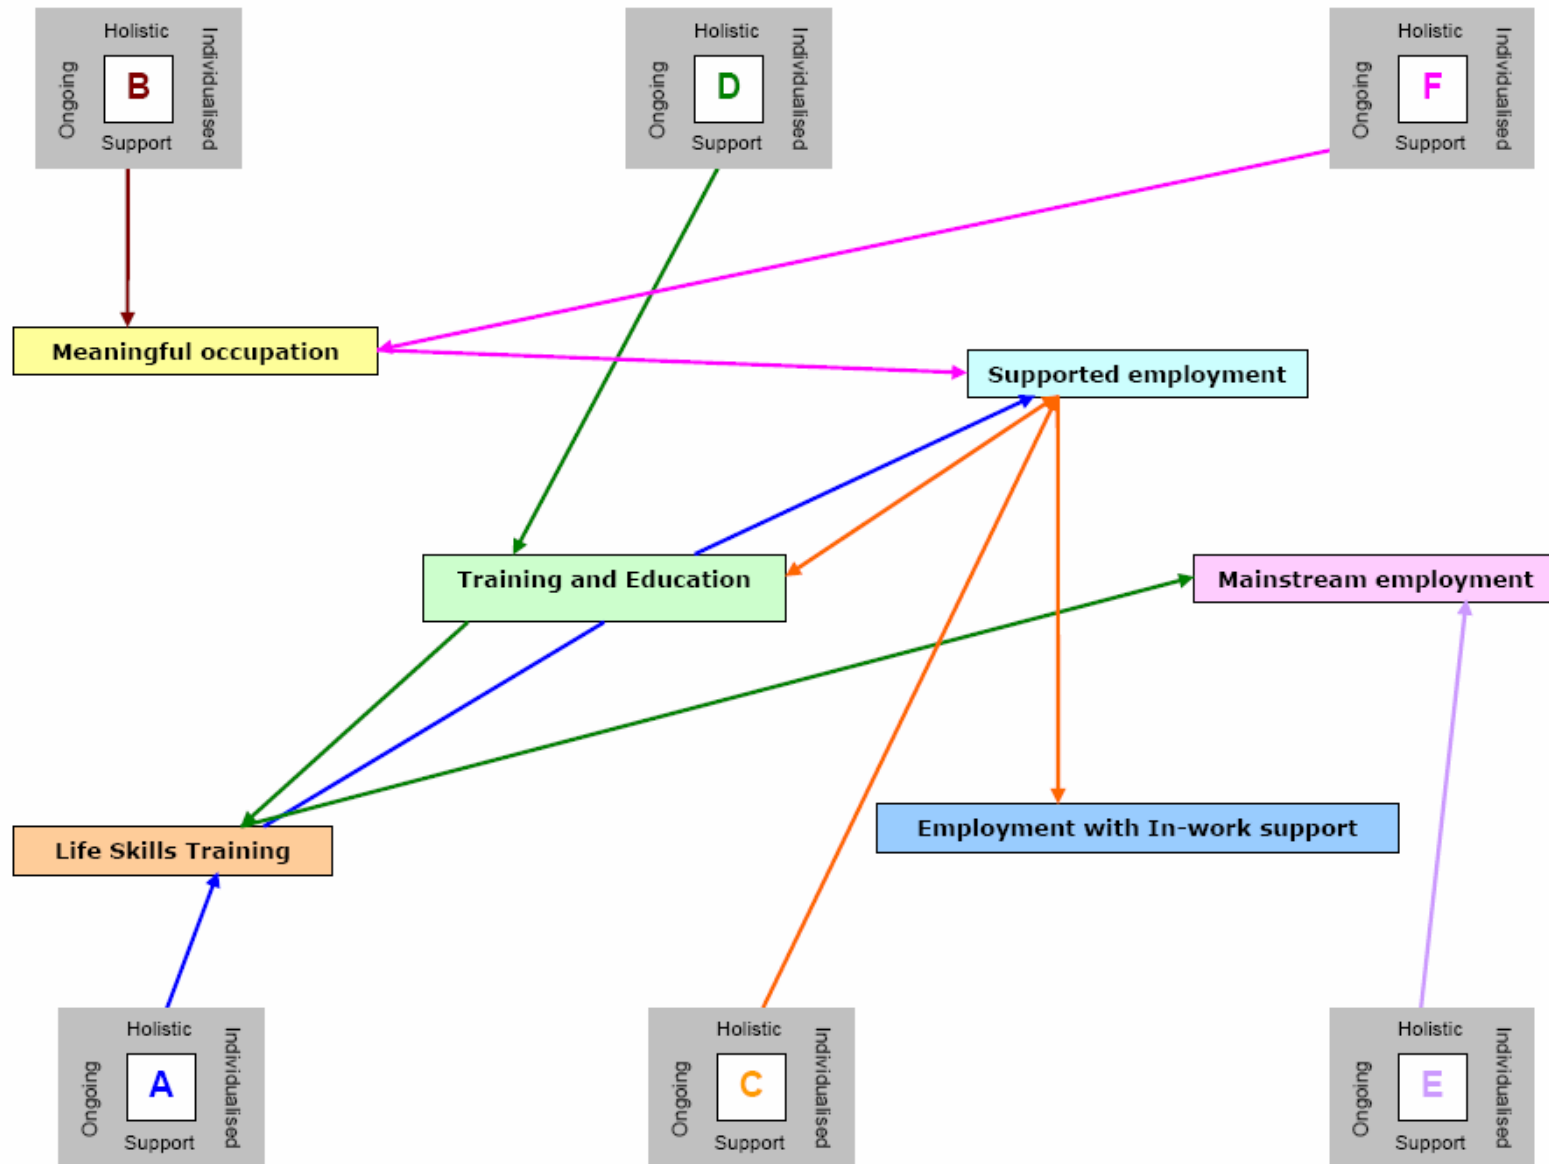 Holistic
Ongoing
B
Individualised
Support
Holistic
Ongoing
D
Individualised
Support
Holistic
Ongoing
F
Individualised
Support
Meaningful occupation
Supported employment
Training and Education
Mainstream employment
Employment with In-work support
Life Skills Training
Holistic
Ongoing
A
Individualised
Support
Holistic
Ongoing
C
Individualised
Support
Holistic
Ongoing
E
Individualised
Support